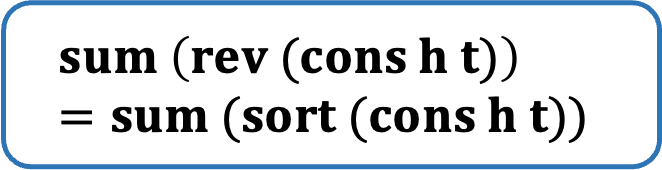 sum (rev (cons h t))
= sum (sort (cons h t))